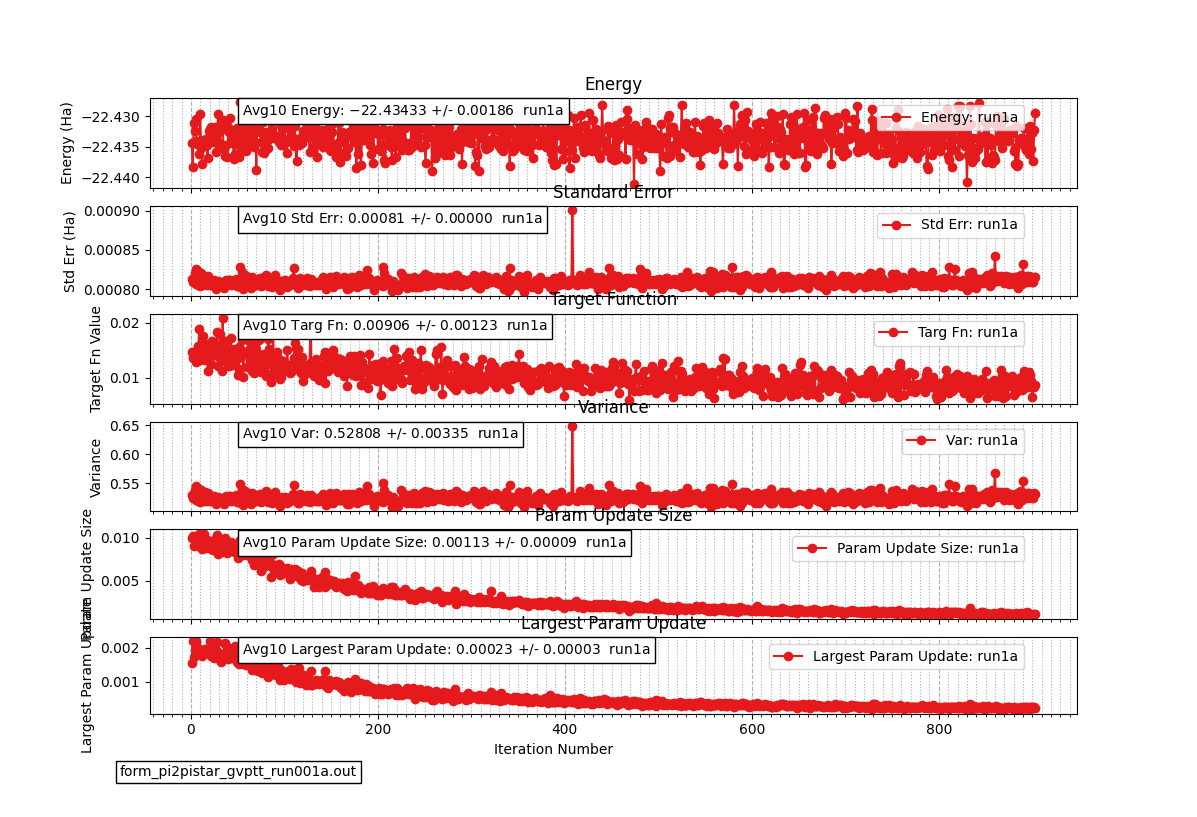 Energy
Energy (Ha)
−22.430
−22.435
−22.440
Avg10 Energy: −22.43433 +/- 0.00186  run1a
Energy: run1a
Standard Error
Std Err (Ha)
0.00090
0.00085
0.00080
Avg10 Std Err: 0.00081 +/- 0.00000  run1a
Std Err: run1a
Target Function
Target Fn Value
0.02
0.01
Avg10 Targ Fn: 0.00906 +/- 0.00123  run1a
Targ Fn: run1a
Variance
Variance
0.65
0.60
0.55
Avg10 Var: 0.52808 +/- 0.00335  run1a
Var: run1a
Param Update Size
Param Update Size
0.010
0.005
Avg10 Param Update Size: 0.00113 +/- 0.00009  run1a
Param Update Size: run1a
Largest Param Update
Largest Param Update
0.002
0.001
Avg10 Largest Param Update: 0.00023 +/- 0.00003  run1a
Largest Param Update: run1a
0
200
400
600
800
Iteration Number
form_pi2pistar_gvptt_run001a.out